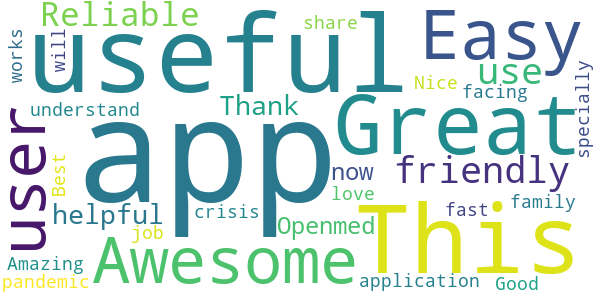 Reliable
share
works
will
useful
Easy
Nice
use
facing
specially
understand
Thank
Great
app
user
Best
now
friendly
love
helpful
crisis
job
Openmed
fast
family
This
Amazing
Awesome
pandemic
application
Good